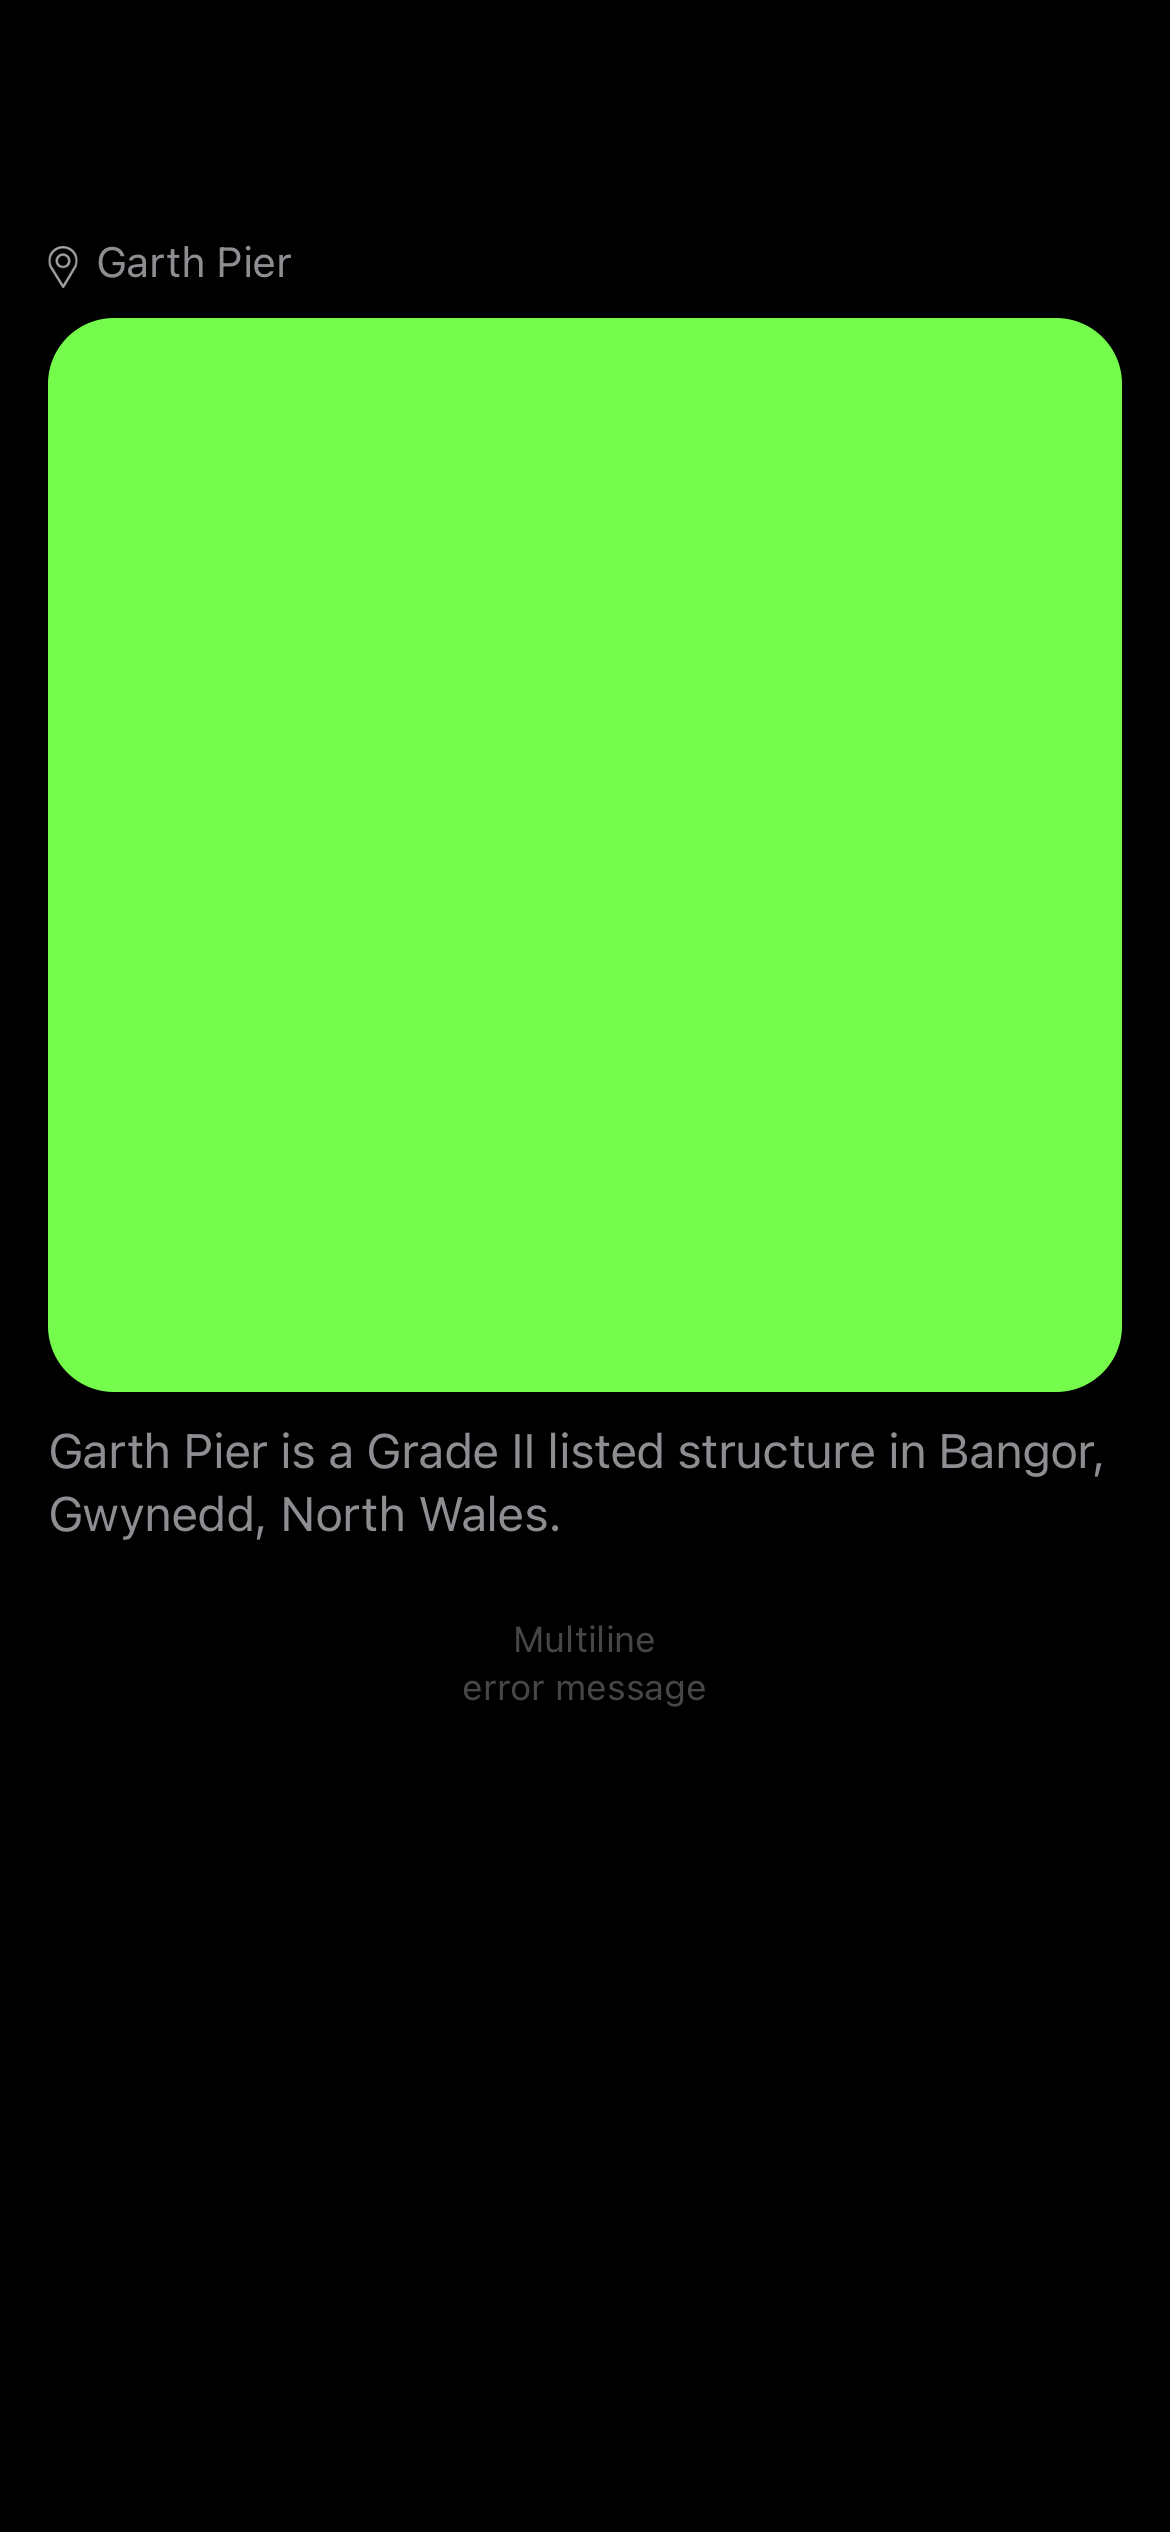 Garth Pier
Garth Pier is a Grade II listed structure in Bangor,
Gwynedd, North Wales.
Multiline
error message